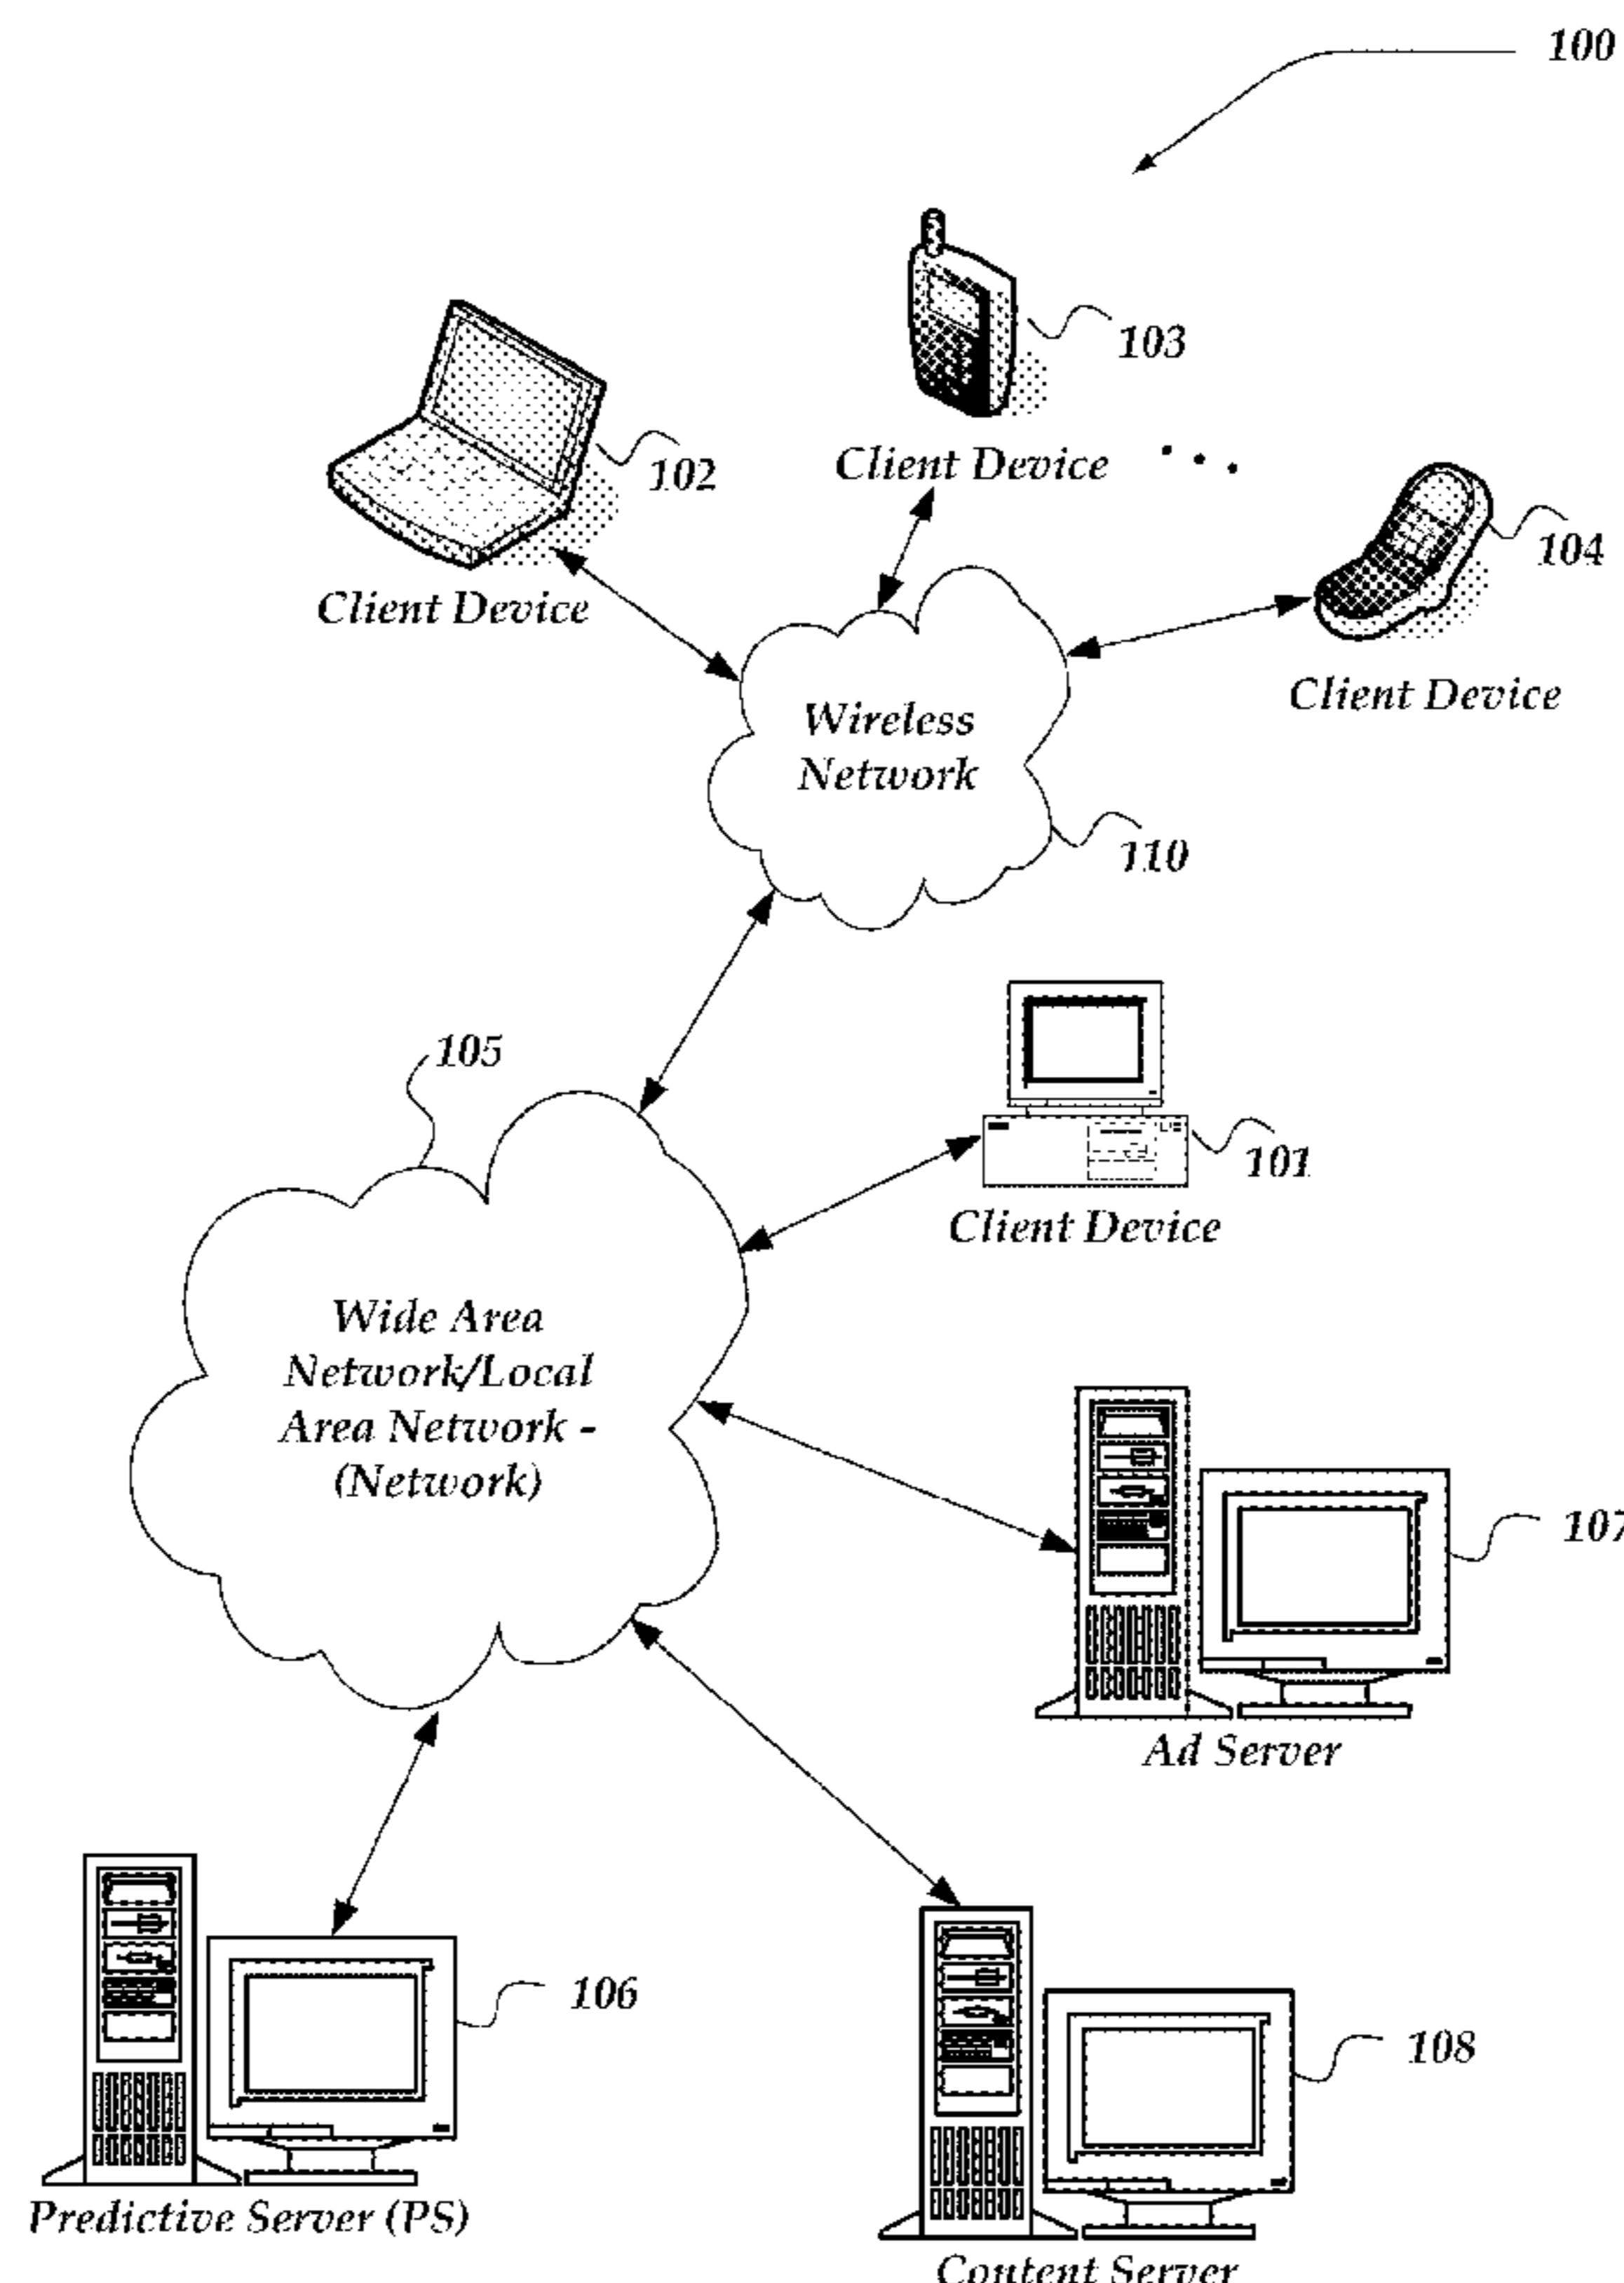 100
103
102
Client Device
104
Client Device
Client Device
Wireless
Network
110
105
101
Client Device
Wide Area
Network/Local
Area Network -
(Network)
107
Ad Server
106
108
Predictive Server (PS)
Content Server